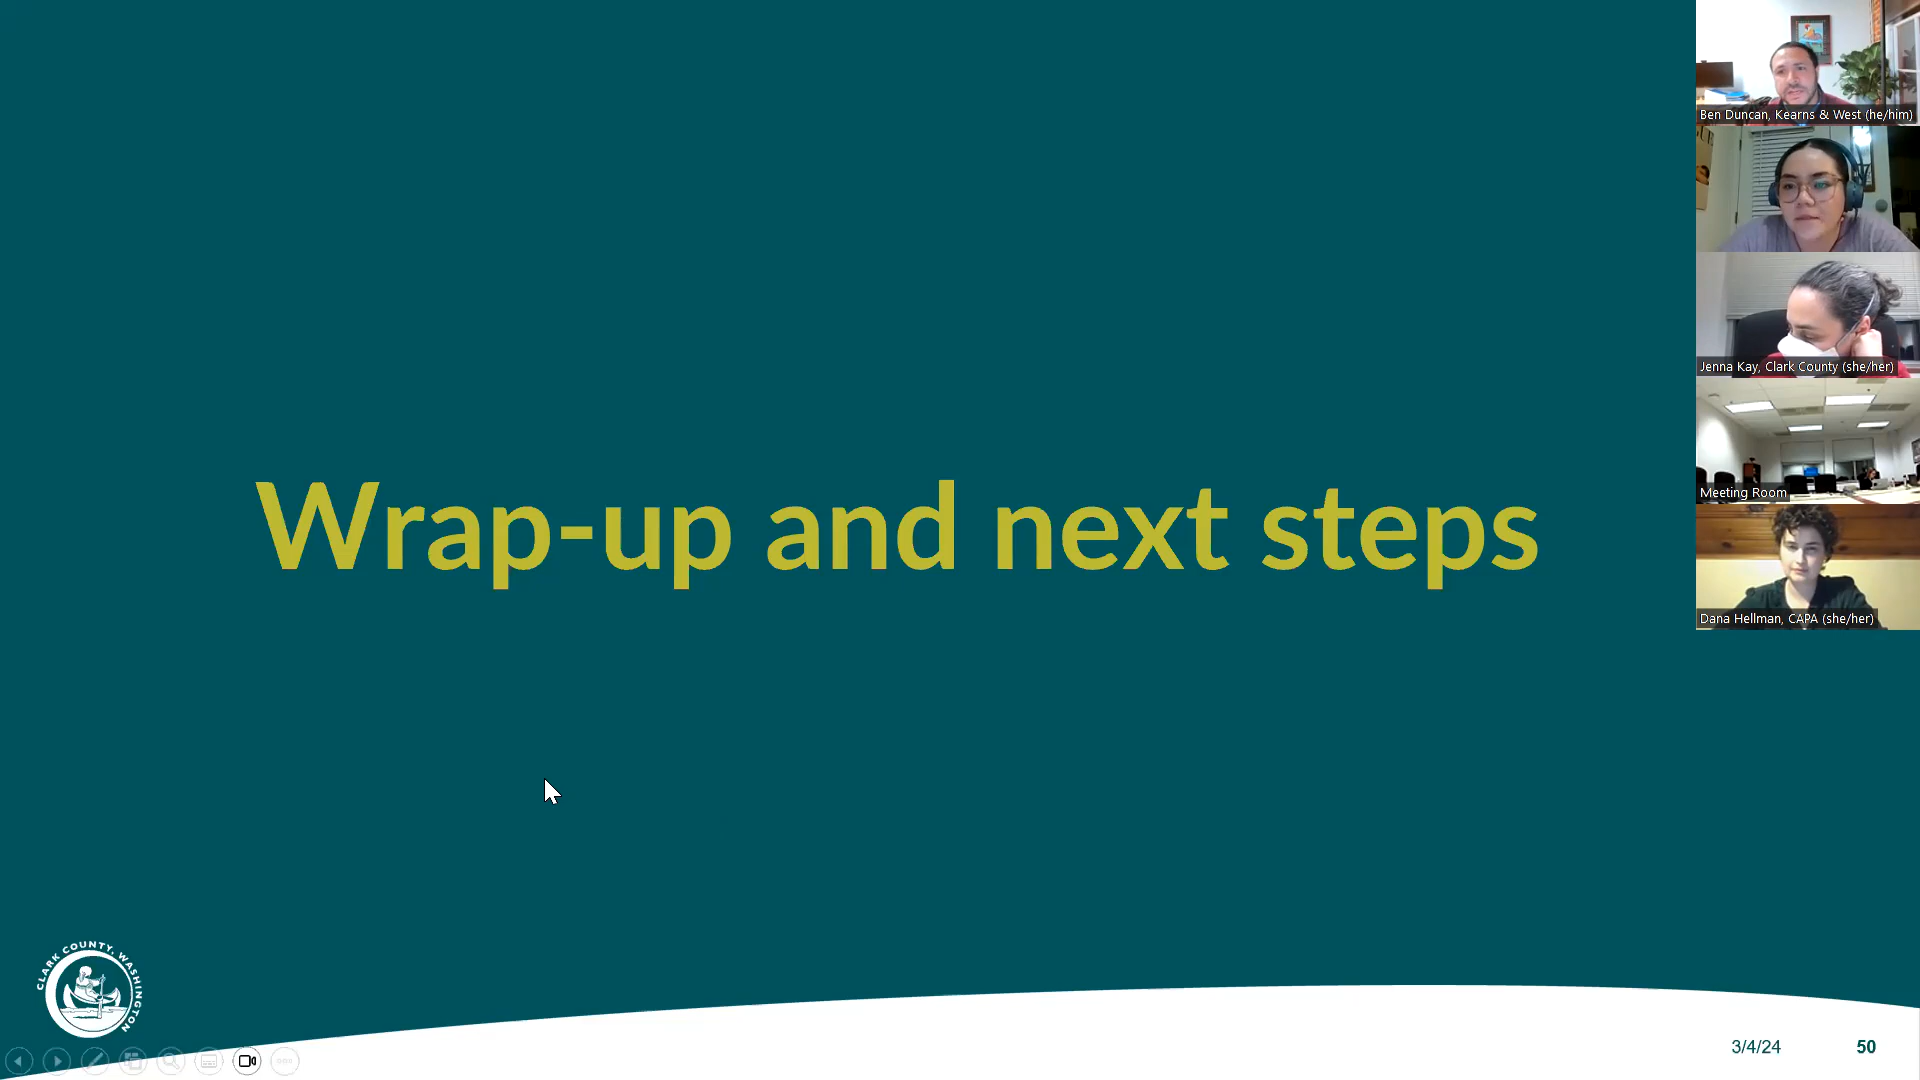 Wrap-up and next steps
Ben Duncan, Kearns & West (he/him)
Jenna Kay, Clark County (she/her)
Meeting Room
Dana Hellman, CAPA (she/her)
CLARK COUNTY, WASHINGTON
3/4/24
50